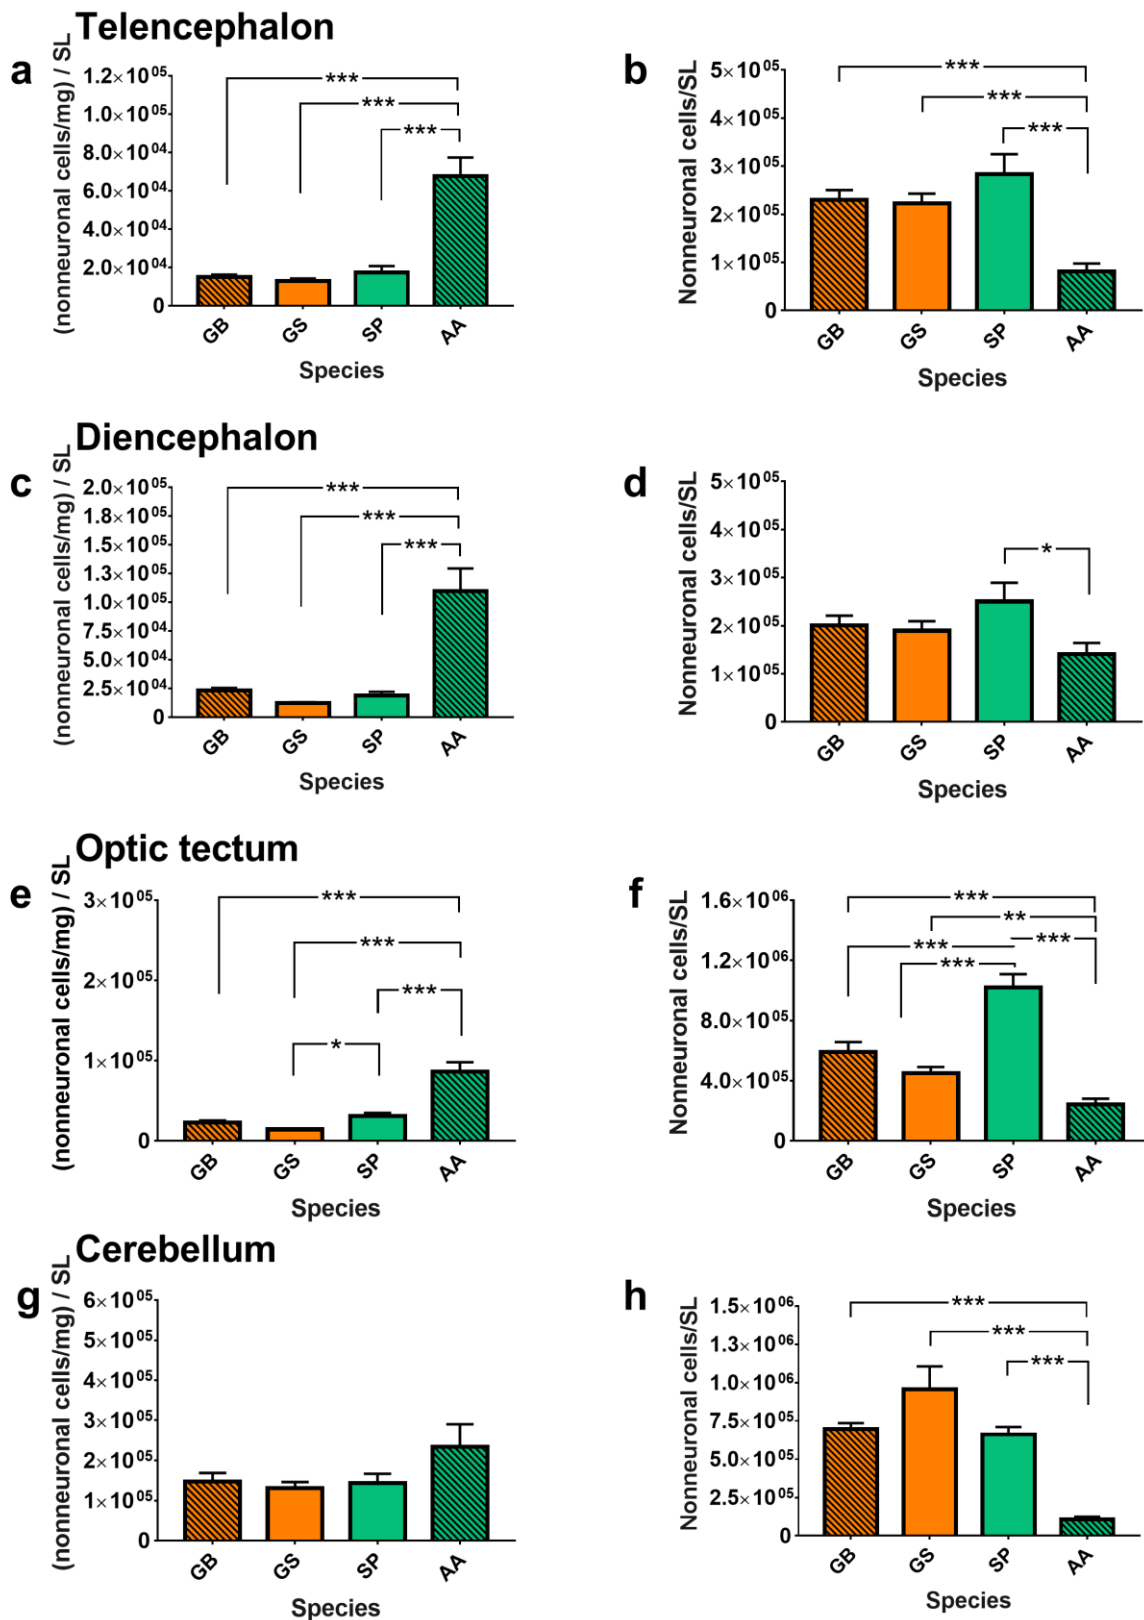 Telencephalon
a
(nonneuronal cells/mg) / SL
1.2×10⁰⁵
1.0×10⁰⁵
8.0×10⁰⁴
6.0×10⁰⁴
4.0×10⁰⁴
2.0×10⁰⁴
0
***
***
***
GB GS SP AA
Species
b
Nonneuronal cells/SL
5×10⁰⁵
4×10⁰⁵
3×10⁰⁵
2×10⁰⁵
1×10⁰⁵
0
***
***
***
GB GS SP AA
Species
Diencephalon
c
(nonneuronal cells/mg) / SL
2.0×10⁰⁵
1.8×10⁰⁵
1.5×10⁰⁵
1.3×10⁰⁵
1.0×10⁰⁵
7.5×10⁰⁴
5.0×10⁰⁴
2.5×10⁰⁴
0
***
***
***
GB GS SP AA
Species
d
Nonneuronal cells/SL
5×10⁰⁵
4×10⁰⁵
3×10⁰⁵
2×10⁰⁵
1×10⁰⁵
0
*
GB GS SP AA
Species
Optic tectum
e
(nonneuronal cells/mg) / SL
3×10⁰⁵
2×10⁰⁵
1×10⁰⁵
0
***
***
***
*
GB GS SP AA
Species
f
Nonneuronal cells/SL
1.6×10⁰⁶
1.2×10⁰⁶
8.0×10⁰⁵
4.0×10⁰⁵
0
***
**
*** ***
***
GB GS SP AA
Species
Cerebellum
g
(nonneuronal cells/mg) / SL
6×10⁰⁵
5×10⁰⁵
4×10⁰⁵
3×10⁰⁵
2×10⁰⁵
1×10⁰⁵
0
GB GS SP AA
Species
h
Nonneuronal cells/SL
1.5×10⁰⁶
1.3×10⁰⁶
1.0×10⁰⁶
7.5×10⁰⁵
5.0×10⁰⁵
2.5×10⁰⁵
0
***
***
***
GB GS SP AA
Species